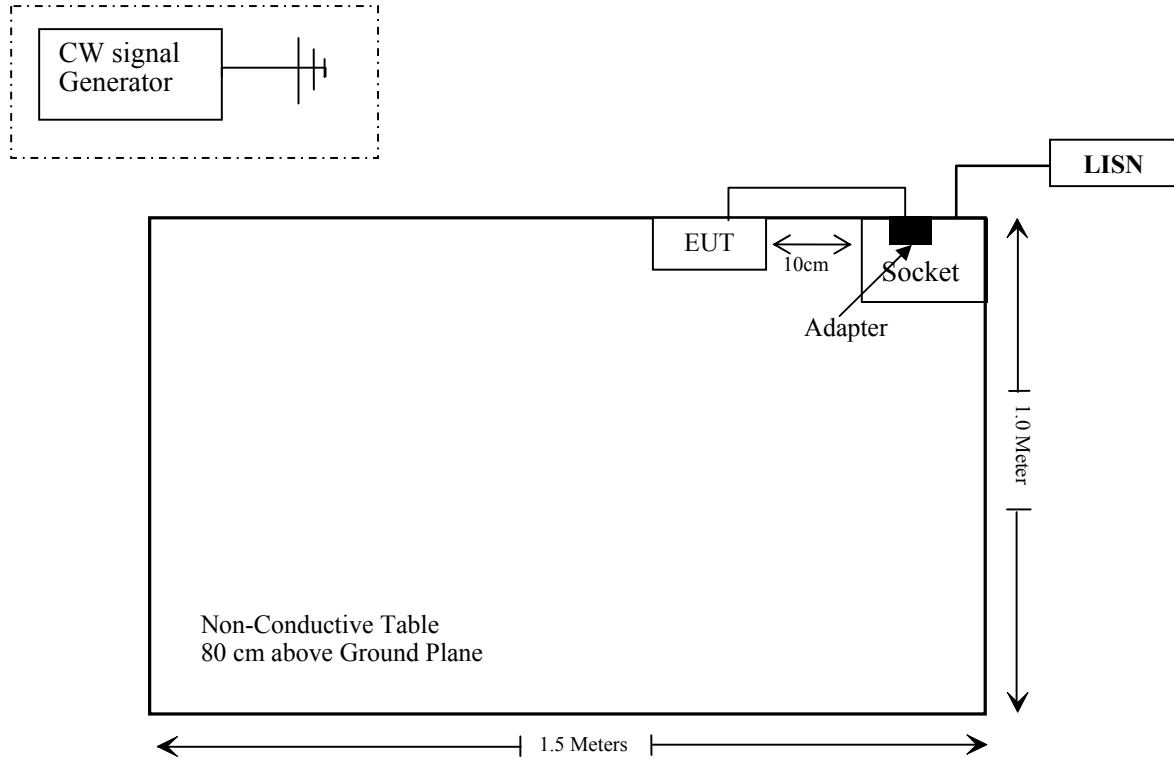 CW signal
Generator
LISN
EUT
10cm
Socket
Adapter
1.0 Meter
Non-Conductive Table
80 cm above Ground Plane
1.5 Meters